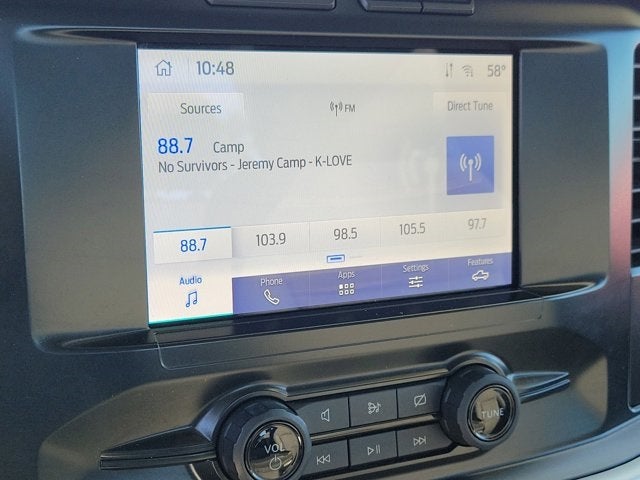 10:48
58°
Sources
FM
Direct Tune
88.7 Camp
No Survivors - Jeremy Camp - K-LOVE
88.7
103.9
98.5
105.5
97.7
Audio
Phone
Apps
Settings
Features
VOL
TUNE